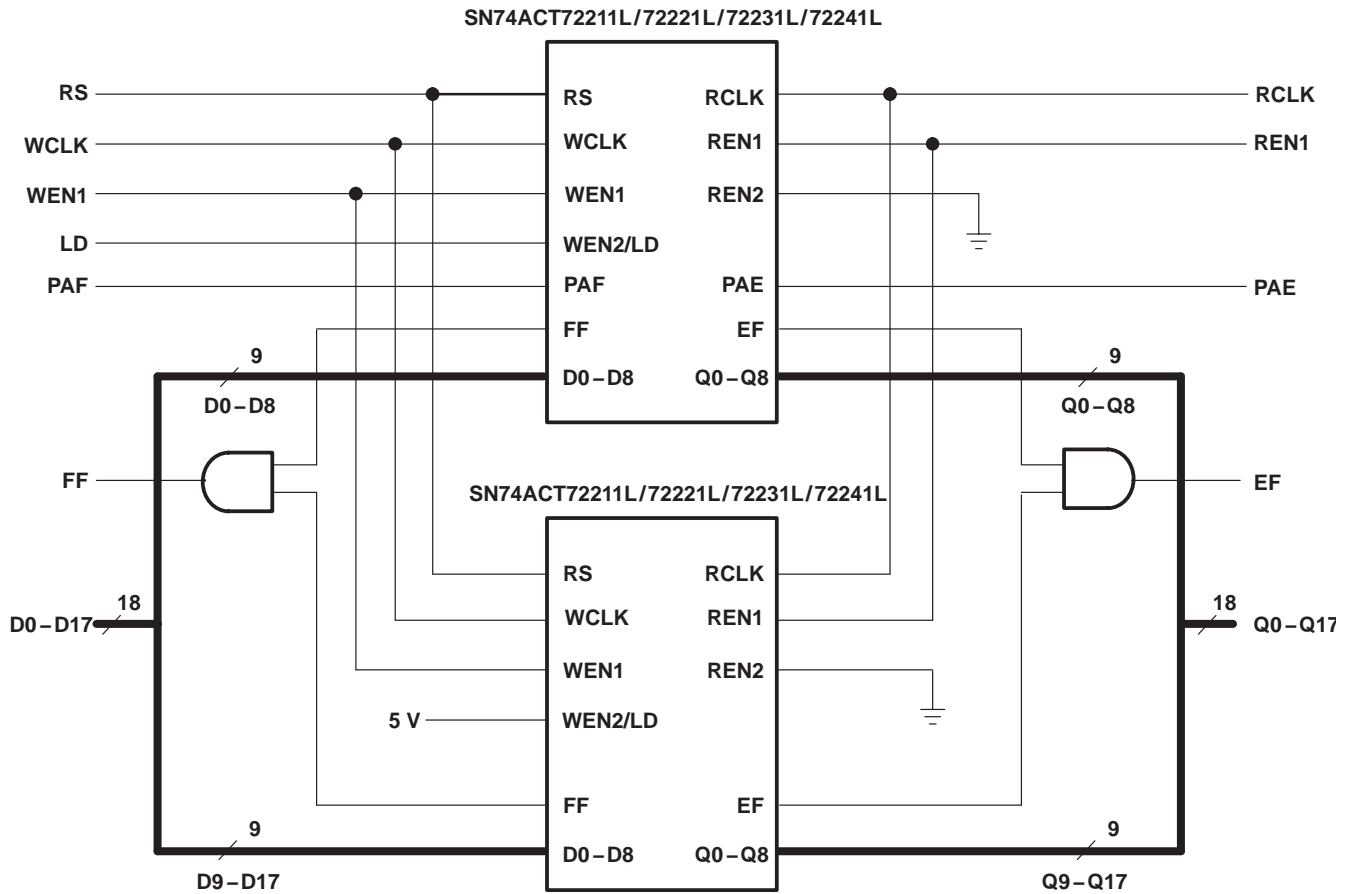 SN74ACT72211L/72221L/72231L/72241L
RS RS RCLK RCLK
WCLK WCLK REN1 REN1
WEN1 WEN1 REN2
LD WEN2/LD
PAF PAF PAE PAE
FF EF
9 9
D0–D8 Q0–Q8
D0–D8 Q0–Q8
FF EF
SN74ACT72211L/72221L/72231L/72241L
RS RCLK
18 18
D0–D17 WCLK REN1 Q0–Q17
WEN1 REN2
5 V WEN2/LD
FF EF
9 9
D0–D8 Q0–Q8
D9–D17 Q9–Q17